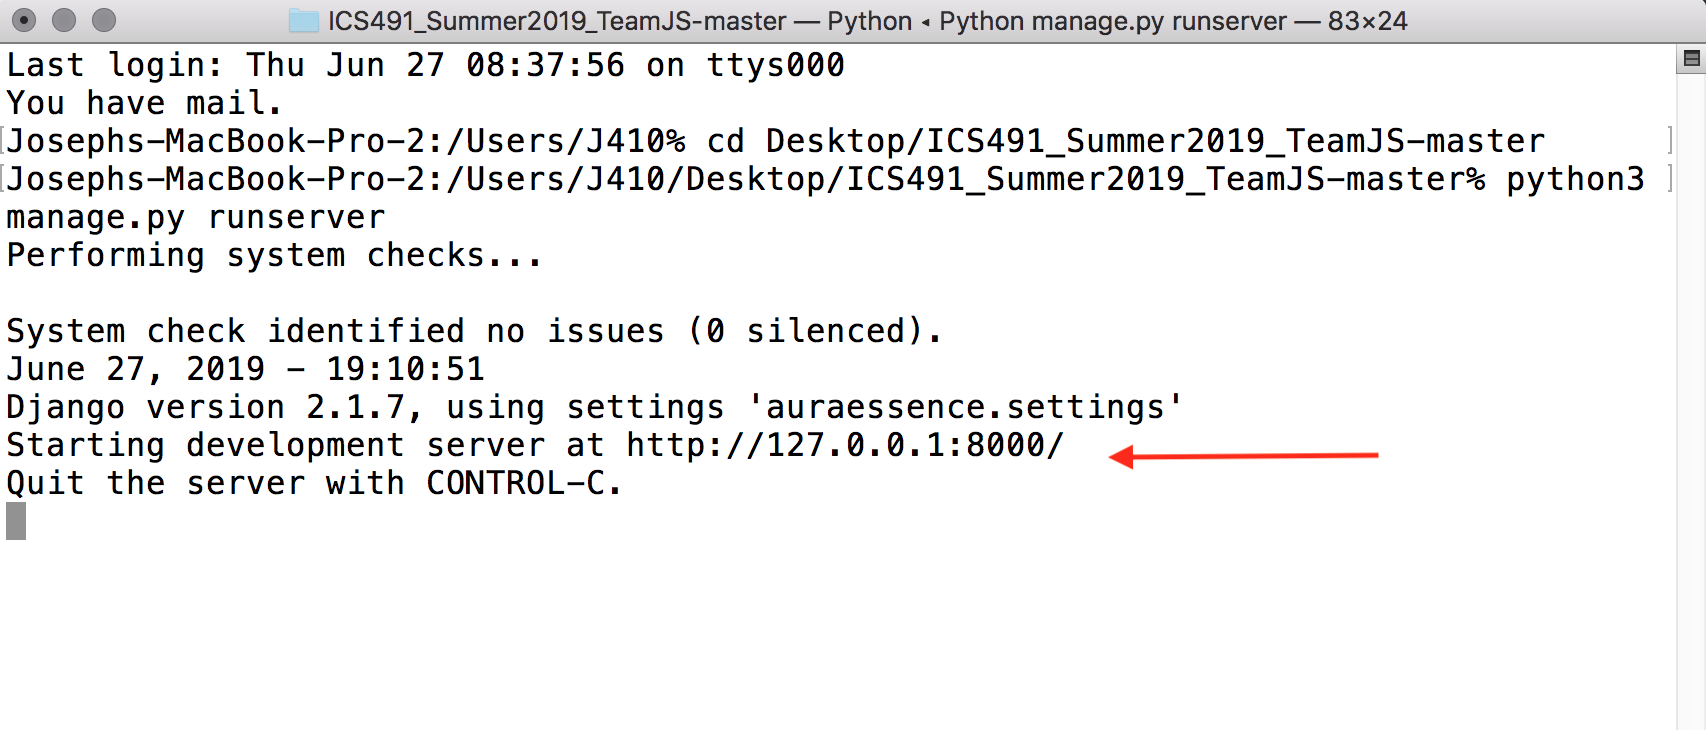 ICS491_Summer2019_TeamJS-master — Python ◂ Python manage.py runserver — 83×24
Last login: Thu Jun 27 08:37:56 on ttys000
You have mail.
[Josephs-MacBook-Pro-2:/Users/J410% cd Desktop/ICS491_Summer2019_TeamJS-master ]
[Josephs-MacBook-Pro-2:/Users/J410/Desktop/ICS491_Summer2019_TeamJS-master% python3 ]
manage.py runserver
Performing system checks...
System check identified no issues (0 silenced).
June 27, 2019 - 19:10:51
Django version 2.1.7, using settings 'auraessence.settings'
Starting development server at http://127.0.0.1:8000/
Quit the server with CONTROL-C.